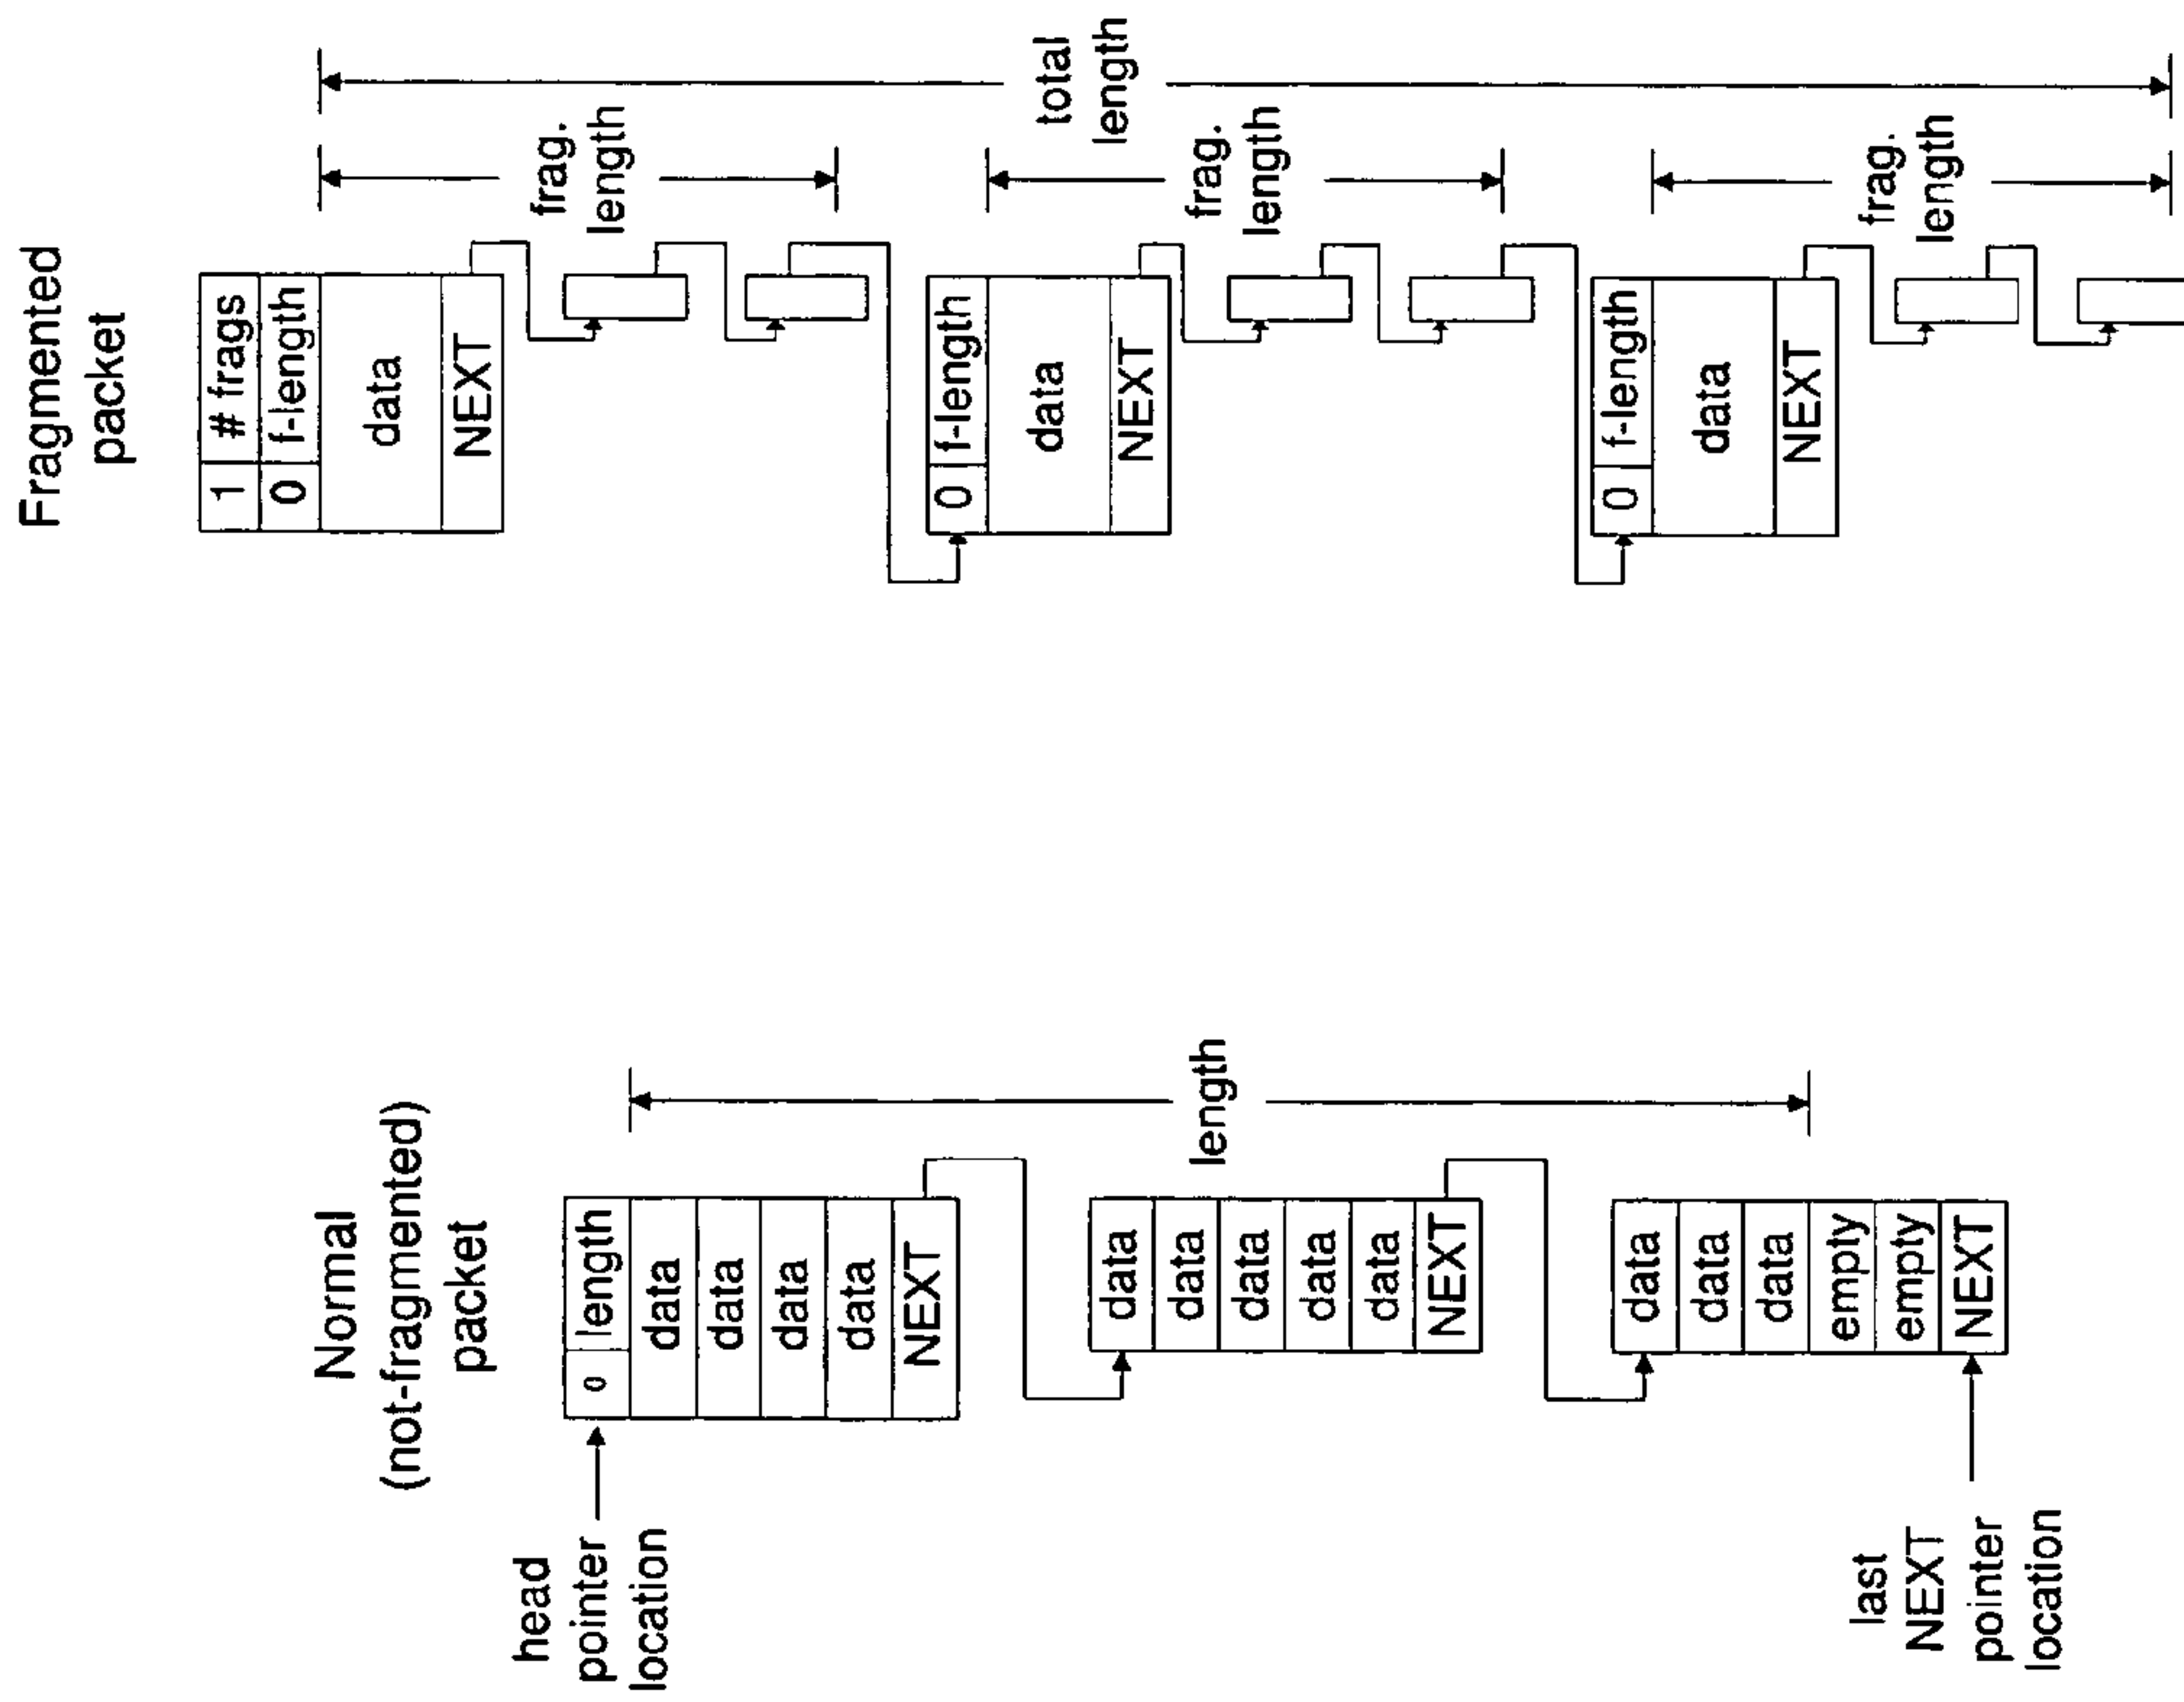 Normal
(not-fragmented)
packet
head
pointer
location
0 length
data
data
data
data
NEXT
data
data
data
data
data
NEXT
length
data
data
data
empty
empty
NEXT
last
NEXT
pointer
location
Fragmented
packet
1 # frags
0 f-length
data
NEXT
frag.
length
0 f-length
data
NEXT
frag.
length
0 f-length
data
NEXT
frag.
length
total
length